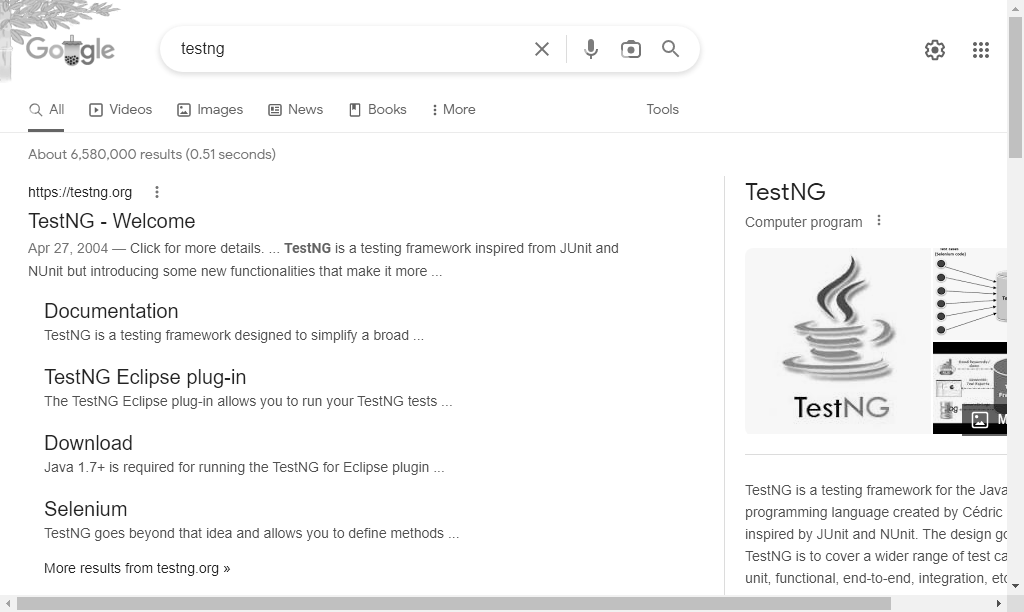 Google
testng
All
Videos
Images
News
Books
More
Tools
About 6,580,000 results (0.51 seconds)
https://testng.org
TestNG - Welcome
Apr 27, 2004 — Click for more details. ... TestNG is a testing framework inspired from JUnit and
NUnit but introducing some new functionalities that make it more ...
Documentation
TestNG is a testing framework designed to simplify a broad ...
TestNG Eclipse plug-in
The TestNG Eclipse plug-in allows you to run your TestNG tests ...
Download
Java 1.7+ is required for running the TestNG for Eclipse plugin ...
Selenium
TestNG goes beyond that idea and allows you to define methods ...
More results from testng.org »
TestNG
Computer program
TestNG
(Selenium code)
M
TestNG is a testing framework for the Java
programming language created by Cédric
inspired by JUnit and NUnit. The design go
TestNG is to cover a wider range of test ca
unit, functional, end-to-end, integration, etc